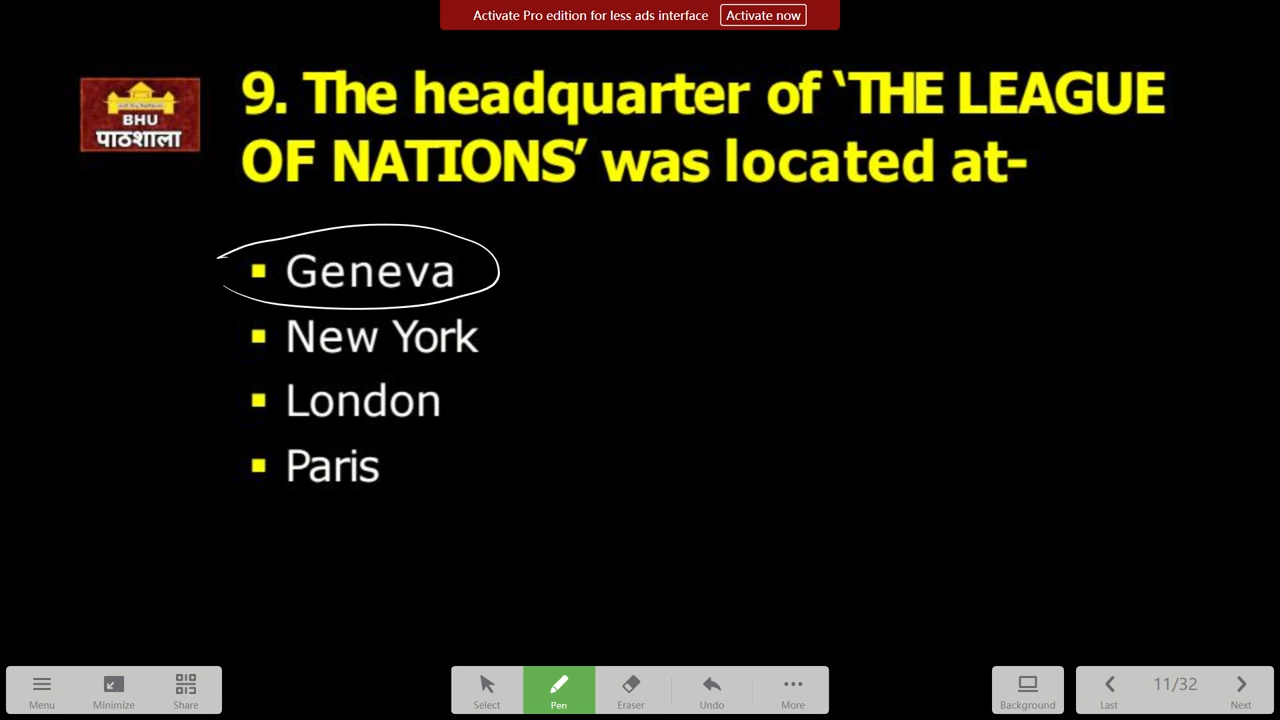 Activate Pro edition for less ads interface Activate now
BHU
पाठशाला
9. The headquarter of ‘THE LEAGUE
OF NATIONS’ was located at-
Geneva
New York
London
Paris
Menu Minimize Share Select Pen Eraser Undo More Background Last 11/32 Next